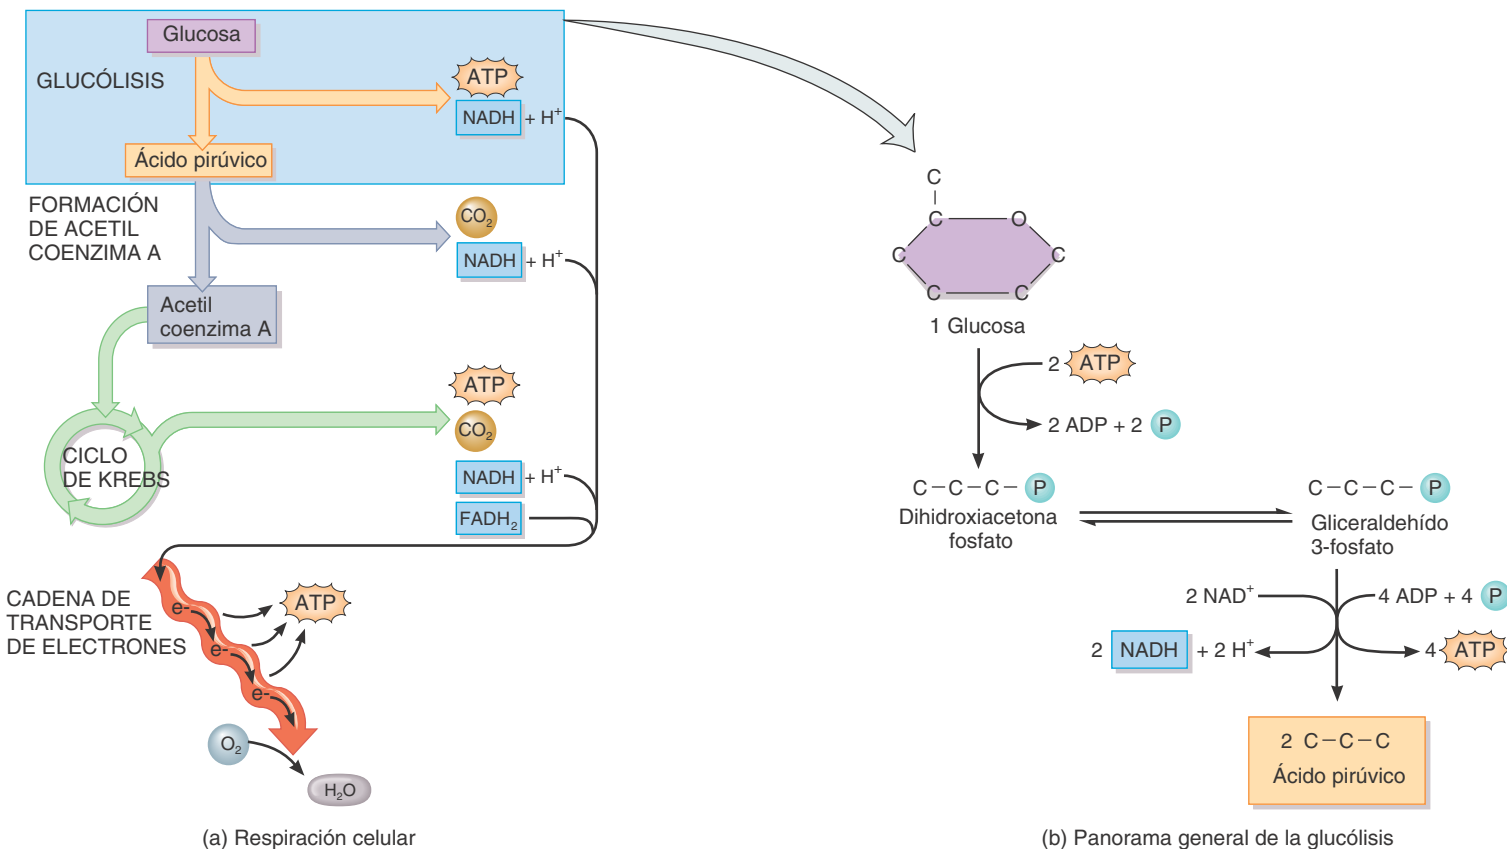 Glucosa
GLUCÓLISIS
ATP
NADH + H⁺
Ácido pirúvico
FORMACIÓN
DE ACETIL
COENZIMA A
CO₂
NADH + H⁺
Acetil
coenzima A
ATP
CO₂
CICLO
DE KREBS
NADH + H⁺
FADH₂
CADENA DE
TRANSPORTE
DE ELECTRONES
e-
e-
e-
ATP
O₂
H₂O
(a) Respiración celular
C
C O
C C
C C
1 Glucosa
2 ATP
2 ADP + 2 P
C – C – C – P
Dihidroxiacetona
fosfato
C – C – C – P
Gliceraldehído
3-fosfato
2 NAD⁺
4 ADP + 4 P
2 NADH + 2 H⁺
4 ATP
2 C – C – C
Ácido pirúvico
(b) Panorama general de la glucólisis